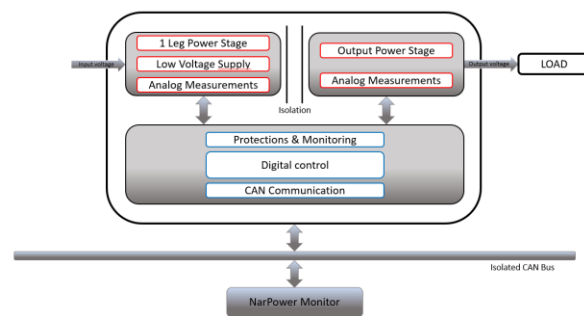 1 Leg Power Stage
Output Power Stage
Input voltage
Low Voltage Supply
Output voltage
LOAD
Analog Measurements
Analog Measurements
Isolation
Protections & Monitoring
Digital control
CAN Communication
Isolated CAN Bus
NarPower Monitor